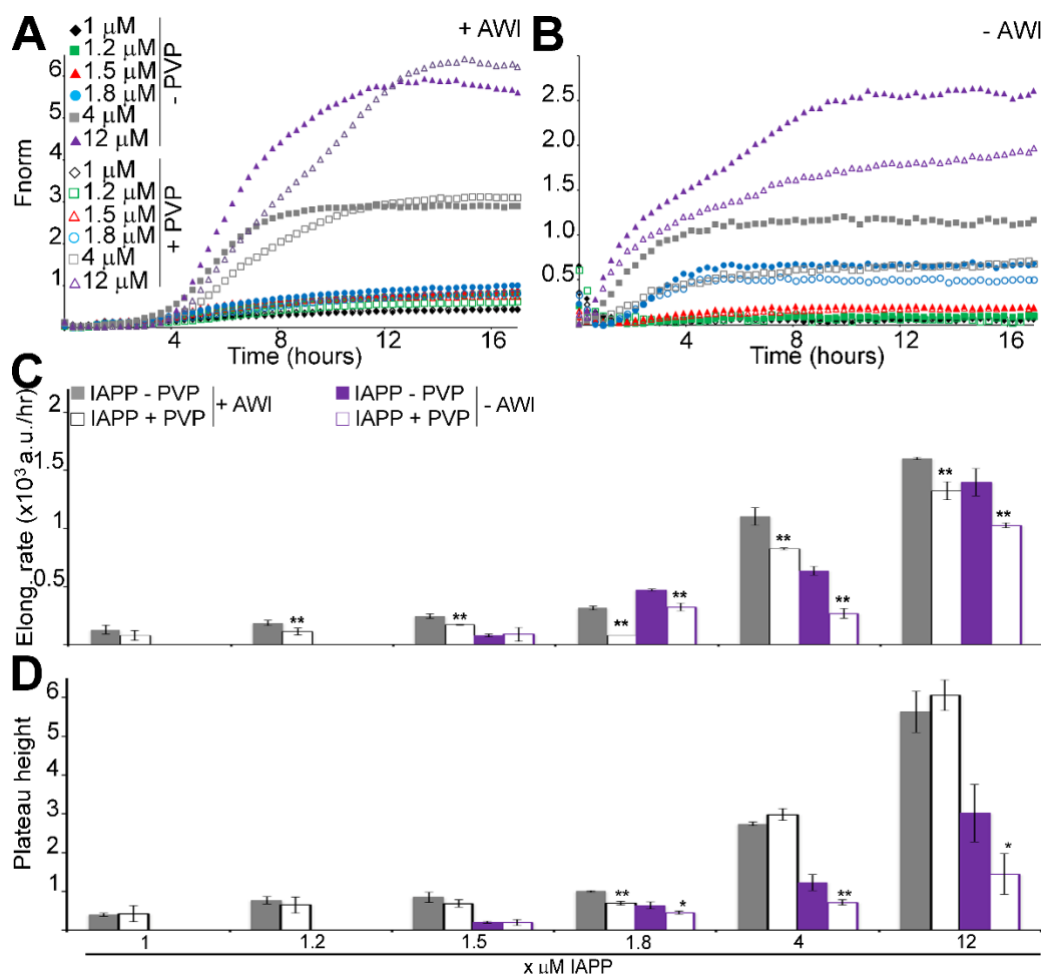 A
+ AWI
Fnorm
6
5
4
3
2
1
1 μM
1.2 μM
1.5 μM
1.8 μM
4 μM
12 μM
- PVP
1 μM
1.2 μM
1.5 μM
1.8 μM
4 μM
12 μM
+ PVP
4 8 12 16
Time (hours)
B
- AWI
2.5
2.0
1.5
1.0
0.5
4 8 12 16
Time (hours)
C
IAPP - PVP
IAPP + PVP
+ AWI
IAPP - PVP
IAPP + PVP
- AWI
Elong. rate (x10³ a.u./hr)
2
1.5
1
0.5
** ** ** ** ** ** ** **
D
Plateau height
6
5
4
3
2
1
** * ** *
1 1.2 1.5 1.8 4 12
x μM IAPP